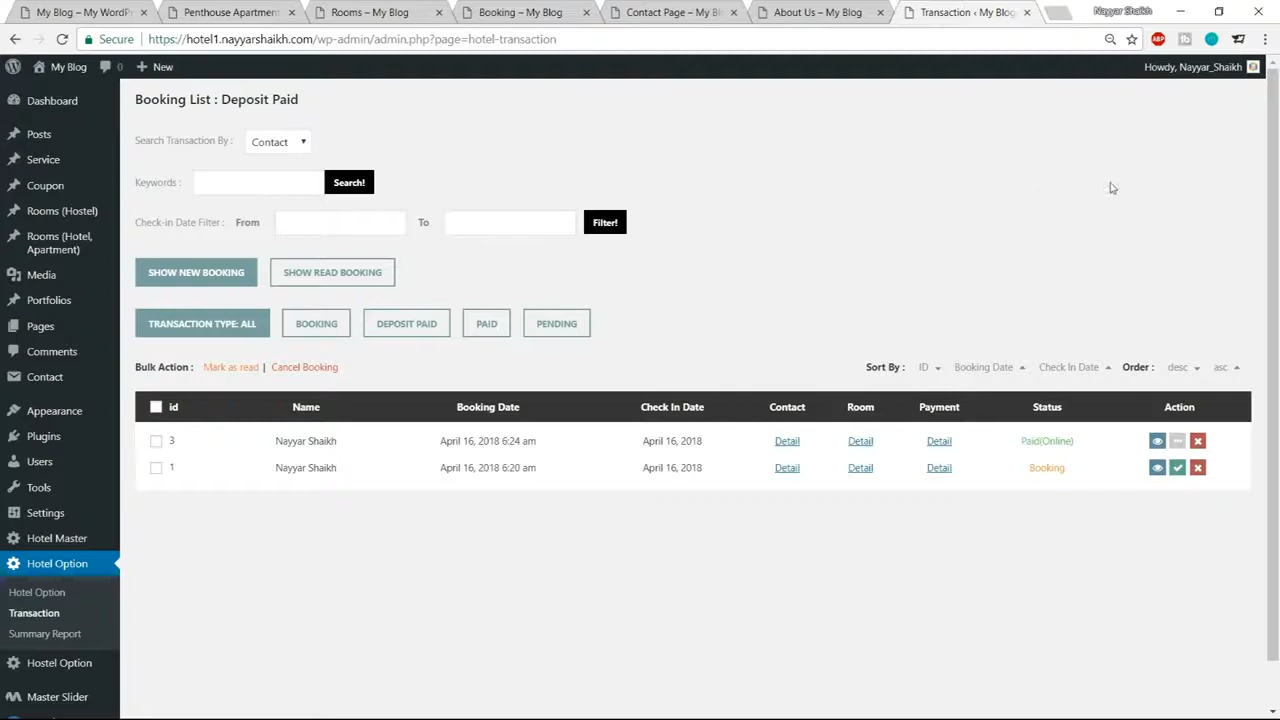 My Blog – My WordP
Penthouse Apartment
Rooms – My Blog
Booking – My Blog
Contact Page – My Bl
About Us – My Blog
Transaction ‹ My Blog
Nayyar Shaikh
Secure
https://hotel1.nayyarshaikh.com/wp-admin/admin.php?page=hotel-transaction
ABP
My Blog 0 New
Howdy, Nayyar_Shaikh
Dashboard
Posts
Service
Coupon
Rooms (Hostel)
Rooms (Hotel,
Apartment)
Media
Portfolios
Pages
Comments
Contact
Appearance
Plugins
Users
Tools
Settings
Hotel Master
Hotel Option
Hotel Option
Transaction
Summary Report
Hostel Option
Master Slider
Booking List : Deposit Paid
Search Transaction By : Contact
Keywords : Search!
Check-in Date Filter : From To Filter!
SHOW NEW BOOKING SHOW READ BOOKING
TRANSACTION TYPE: ALL BOOKING DEPOSIT PAID PAID PENDING
Bulk Action : Mark as read | Cancel Booking Sort By : ID Booking Date Check In Date Order : desc asc
id Name Booking Date Check In Date Contact Room Payment Status Action
3 Nayyar Shaikh April 16, 2018 6:24 am April 16, 2018 Detail Detail Detail Paid(Online)
1 Nayyar Shaikh April 16, 2018 6:20 am April 16, 2018 Detail Detail Detail Booking